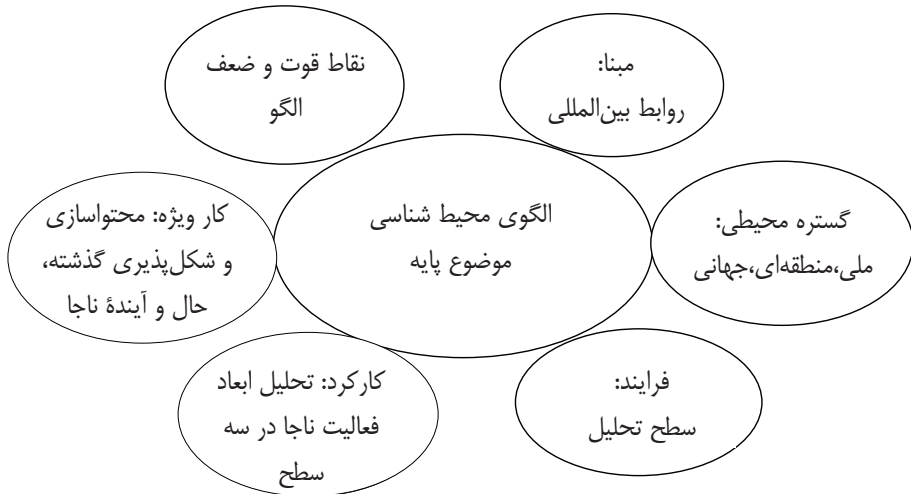 مبنا:
روابط بین‌المللی
نقاط قوت و ضعف
الگو
الگوی محیط شناسی
موضوع پایه
گستره محیطی:
ملی،منطقه‌ای،جهانی
کار ویژه: محتواسازی
و شکل‌پذیری گذشته،
حال و آیندۀ ناجا
فرایند:
سطح تحلیل
کارکرد: تحلیل ابعاد
فعالیت ناجا در سه
سطح